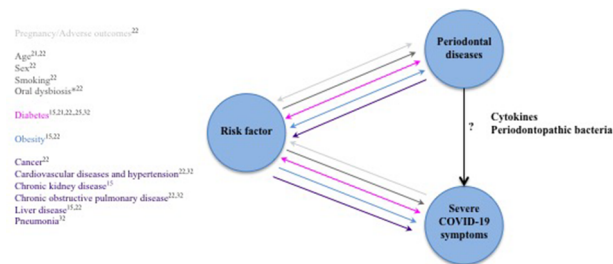 Pregnancy/Adverse outcomes22
Age21,22
Sex22
Smoking22
Oral dysbiosis*22
Diabetes15,21,22,,25,32
Obesity15,22
Cancer22
Cardiovascular diseases and hypertension22,32
Chronic kidney disease15
Chronic obstructive pulmonary disease22,32
Liver disease15,22
Pneumonia32
Risk factor
Periodontal
diseases
?
Cytokines
Periodontopathic bacteria
Severe
COVID-19
symptoms